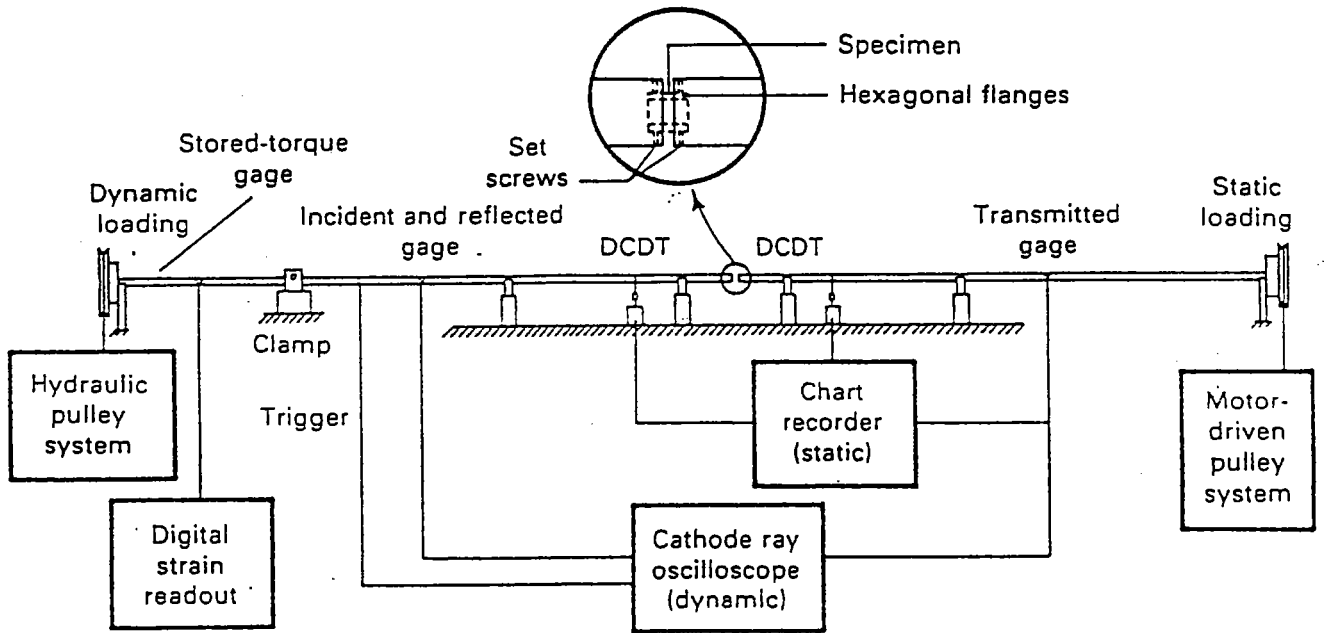 Specimen
Hexagonal flanges
Set
screws
Stored-torque
gage
Dynamic
loading
Incident and reflected
gage
DCDT
DCDT
Transmitted
gage
Static
loading
Clamp
Trigger
Hydraulic
pulley
system
Digital
strain
readout
Chart
recorder
(static)
Cathode ray
oscilloscope
(dynamic)
Motor-
driven
pulley
system